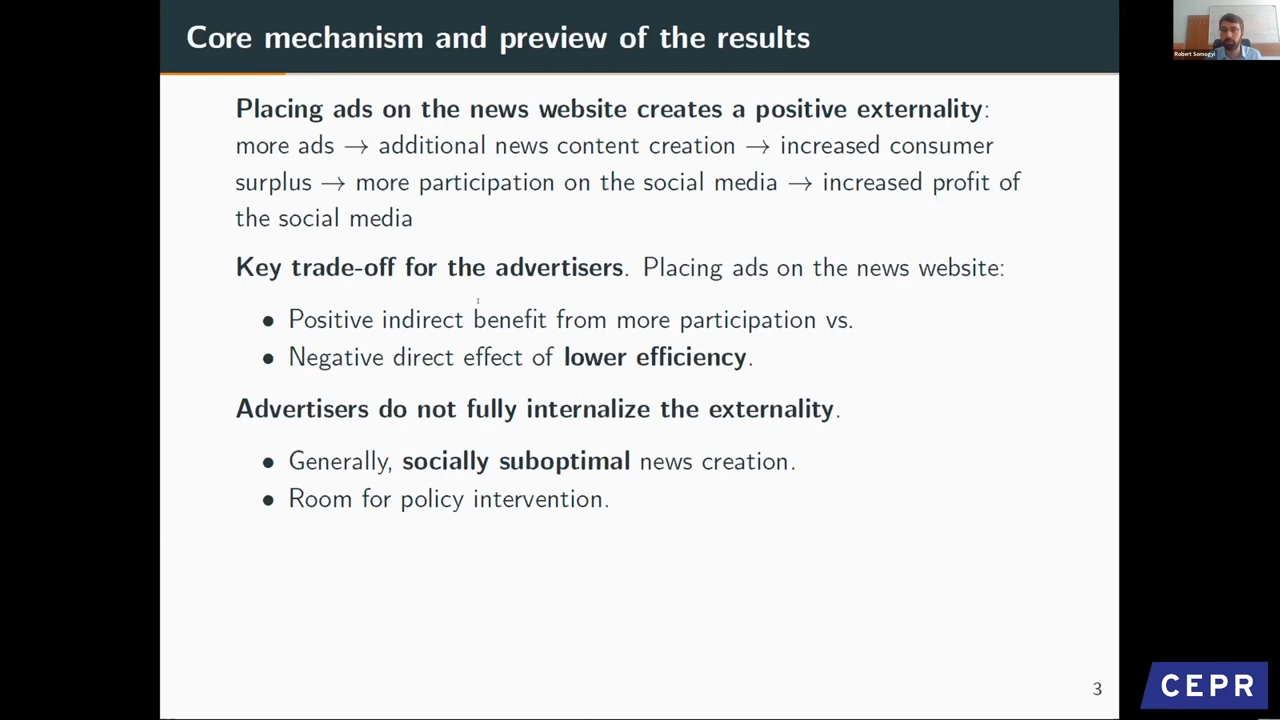 Core mechanism and preview of the results
Robert Somogyi
Placing ads on the news website creates a positive externality:
more ads → additional news content creation → increased consumer
surplus → more participation on the social media → increased profit of
the social media
Key trade-off for the advertisers. Placing ads on the news website:
• Positive indirect benefit from more participation vs.
• Negative direct effect of lower efficiency.
Advertisers do not fully internalize the externality.
• Generally, socially suboptimal news creation.
• Room for policy intervention.
3
CEPR